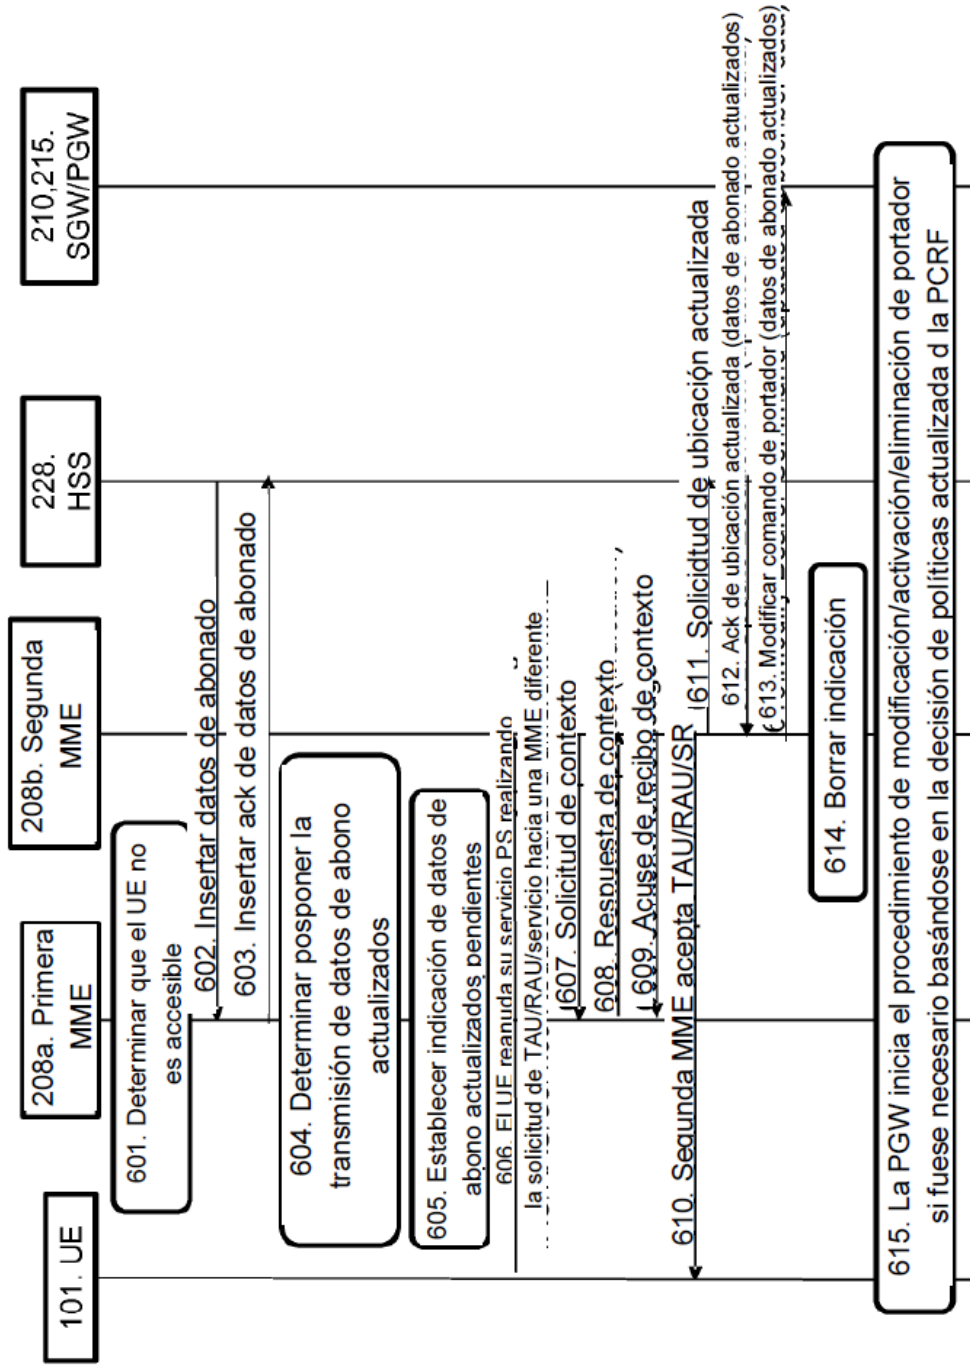 101. UE
208a. Primera
MME
208b. Segunda
MME
228.
HSS
210,215.
SGW/PGW
601. Determinar que el UE no
es accesible
602. Insertar datos de abonado
603. Insertar ack de datos de abonado
604. Determinar posponer la
transmisión de datos de abono
actualizados
605. Establecer indicación de datos de
abono actualizados pendientes
606. El UE reanuda su servicio PS realizando
la solicitud de TAU/RAU/servicio hacia una MME diferente
607. Solicitud de contexto
608. Respuesta de contexto
609. Acuse de recibo de contexto
610. Segunda MME acepta TAU/RAU/SR
611. Solicidtud de ubicación actualizada
612. Ack de ubicación actualizada (datos de abonado actualizados)
613. Modificar comando de portador (datos de abonado actualizados)
614. Borrar indicación
615. La PGW inicia el procedimiento de modificación/activación/eliminación de portador
si fuese necesario basándose en la decisión de políticas actualizada d la PCRF